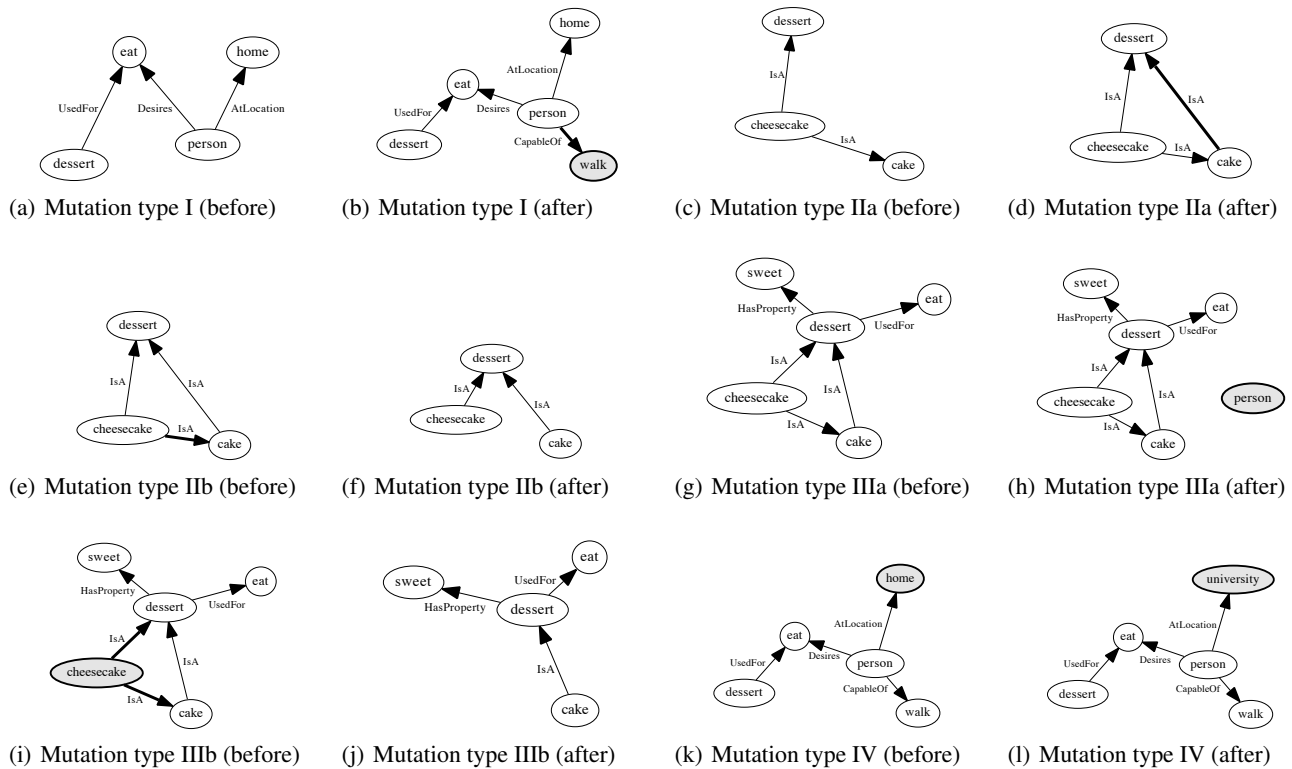 eat
home
UsedFor
Desires
AtLocation
person
dessert
(a) Mutation type I (before)
home
AtLocation
eat
UsedFor
Desires
person
dessert
CapableOf
walk
(b) Mutation type I (after)
dessert
IsA
cheesecake
IsA
cake
(c) Mutation type IIa (before)
dessert
IsA
IsA
cheesecake
IsA
cake
(d) Mutation type IIa (after)
dessert
IsA
IsA
cheesecake
IsA
cake
(e) Mutation type IIb (before)
dessert
IsA
IsA
cheesecake
cake
(f) Mutation type IIb (after)
sweet
eat
HasProperty
dessert
UsedFor
IsA
IsA
cheesecake
IsA
cake
(g) Mutation type IIIa (before)
sweet
eat
HasProperty
dessert
UsedFor
IsA
IsA
cheesecake
person
IsA
cake
(h) Mutation type IIIa (after)
sweet
eat
HasProperty
dessert
UsedFor
IsA
IsA
cheesecake
IsA
cake
(i) Mutation type IIIb (before)
eat
sweet
UsedFor
HasProperty
dessert
IsA
cake
(j) Mutation type IIIb (after)
home
AtLocation
eat
UsedFor
Desires
person
dessert
CapableOf
walk
(k) Mutation type IV (before)
university
AtLocation
eat
UsedFor
Desires
person
dessert
CapableOf
walk
(l) Mutation type IV (after)